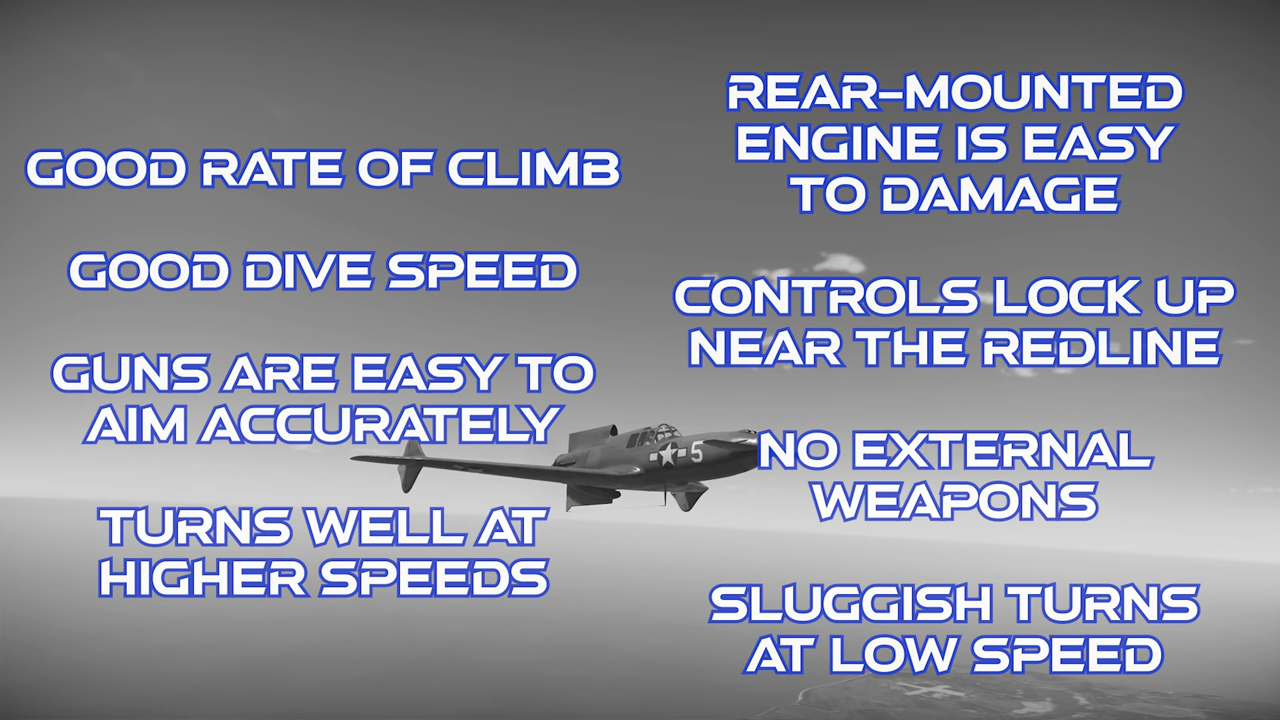 GOOD RATE OF CLIMB
GOOD DIVE SPEED
GUNS ARE EASY TO
AIM ACCURATELY
TURNS WELL AT
HIGHER SPEEDS
REAR-MOUNTED
ENGINE IS EASY
TO DAMAGE
CONTROLS LOCK UP
NEAR THE REDLINE
NO EXTERNAL
WEAPONS
SLUGGISH TURNS
AT LOW SPEED
5